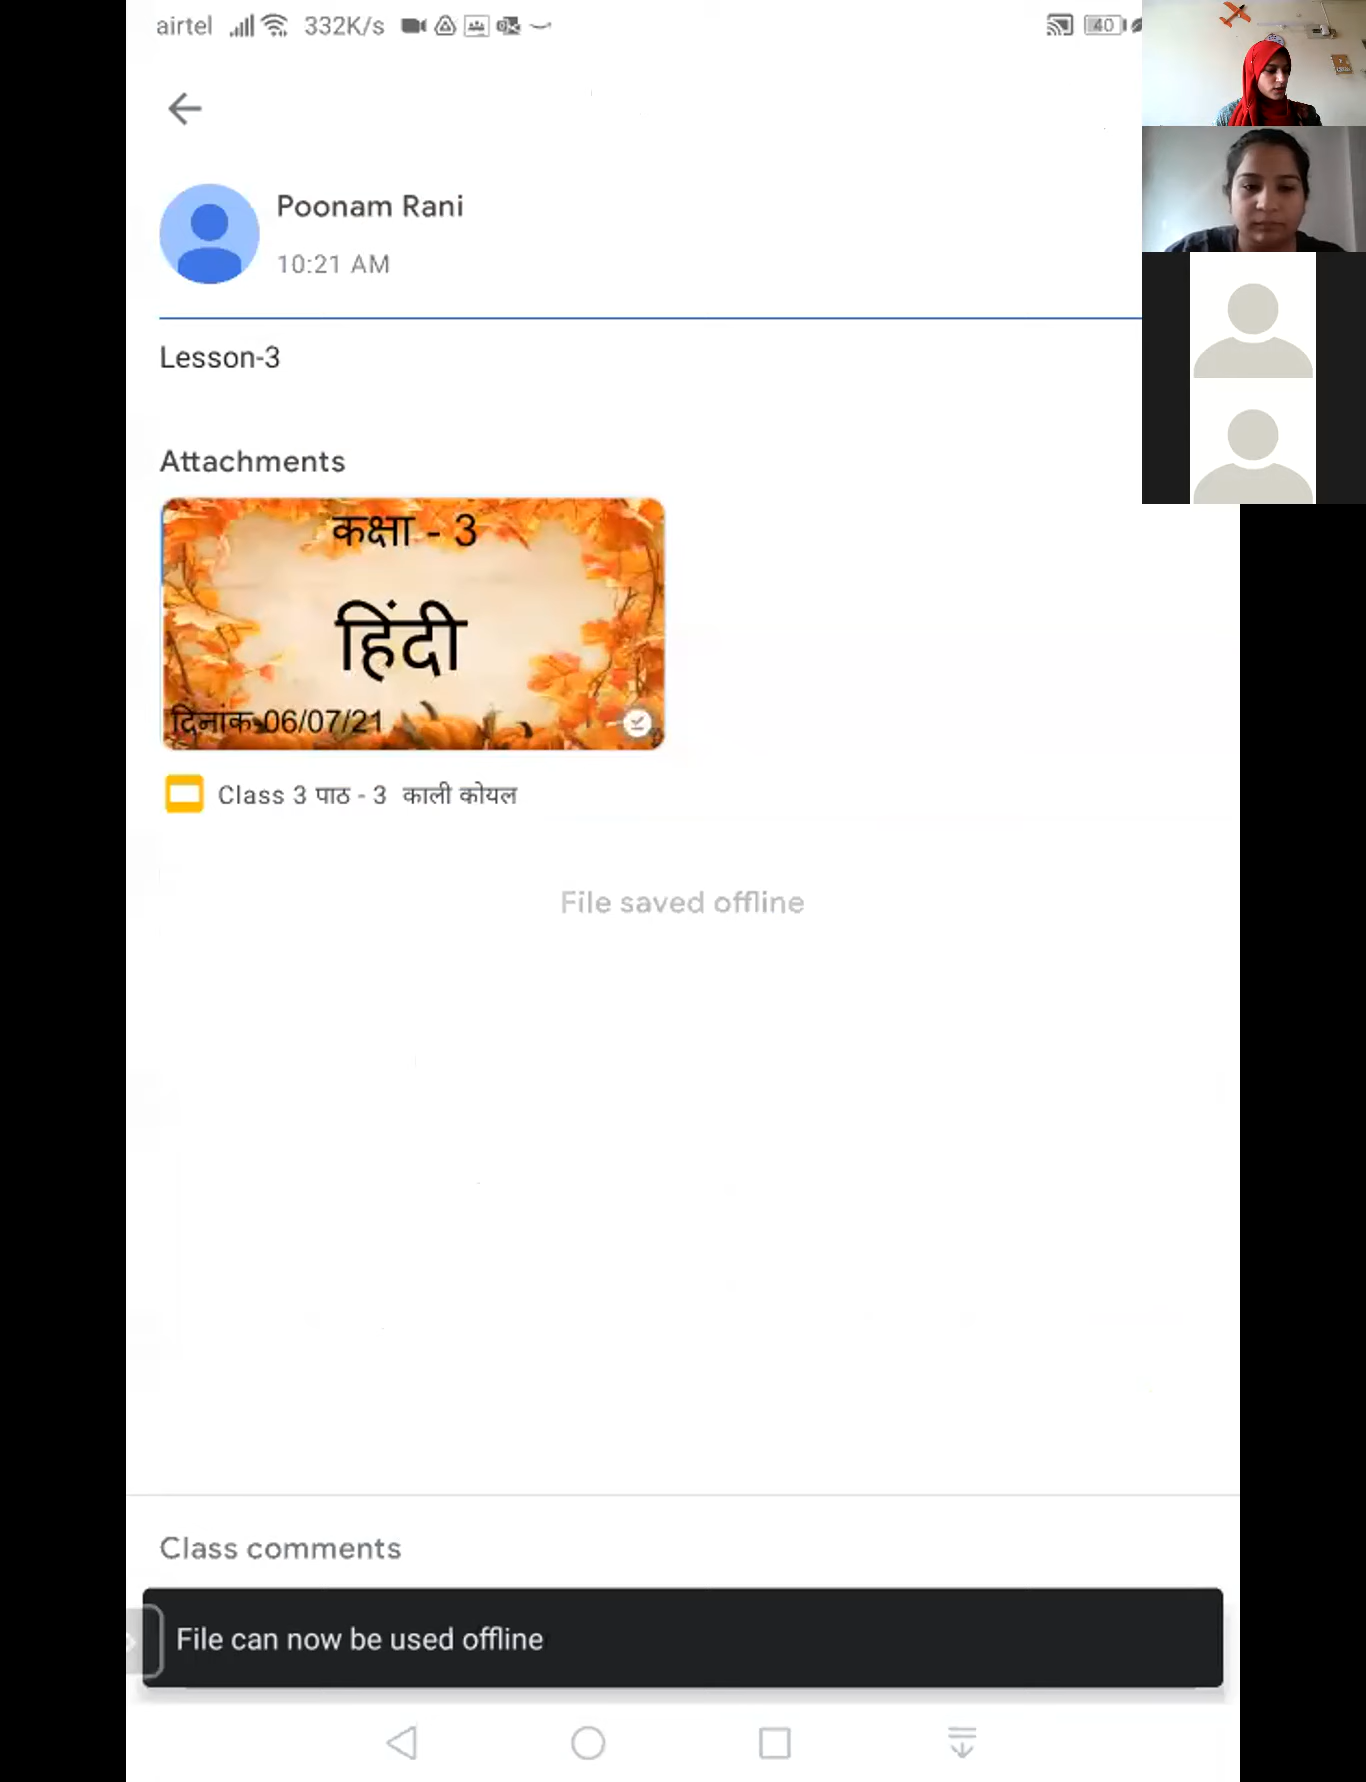 airtel 332K/s 40
Poonam Rani
10:21 AM
Lesson-3
Attachments
कक्षा - 3
हिंदी
दिनांक-06/07/21
Class 3 पाठ - 3 काली कोयल
File saved offline
Class comments
File can now be used offline